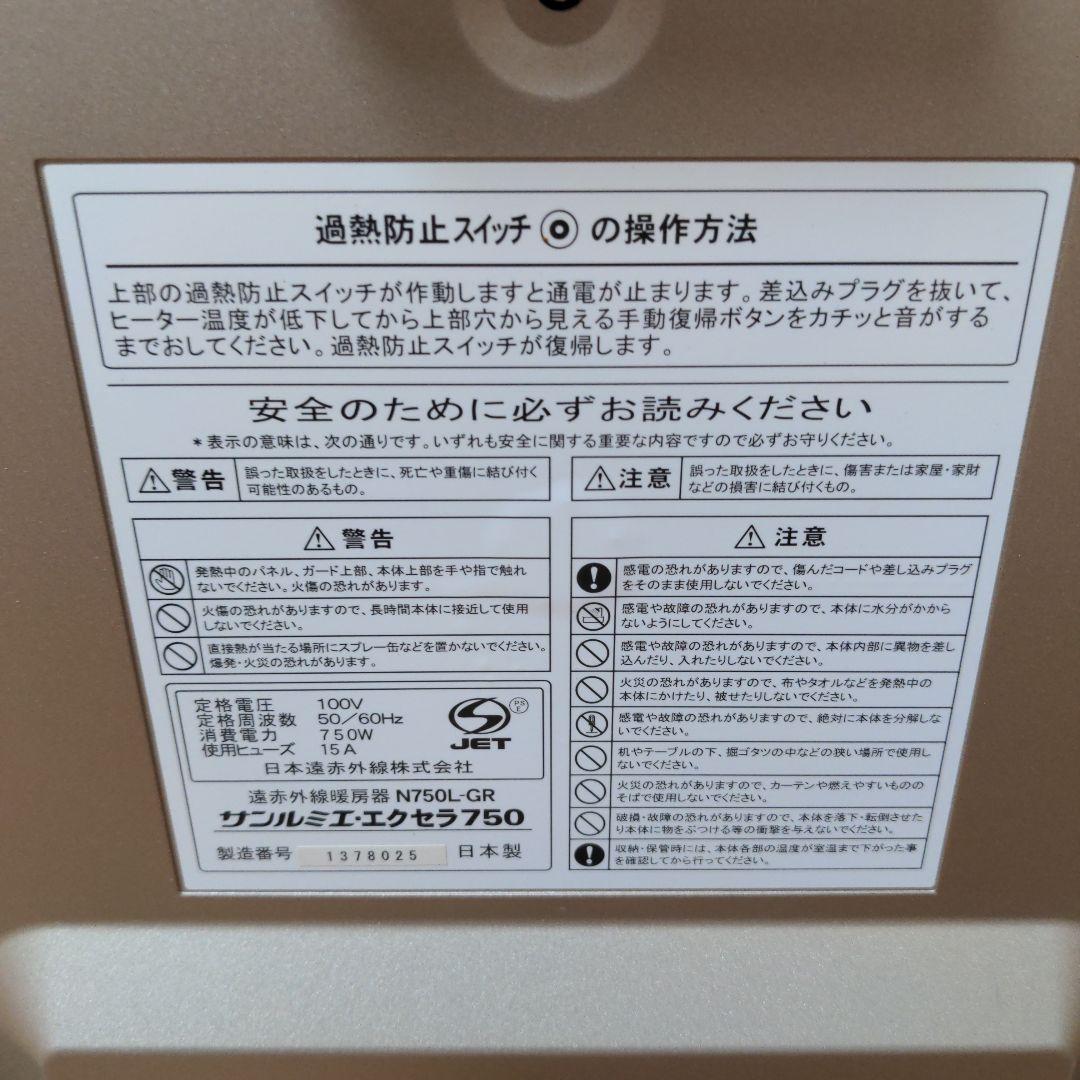 過熱防止スイッチ の操作方法
上部の過熱防止スイッチが作動しますと通電が止まります。差込みプラグを抜いて、
ヒーター温度が低下してから上部穴から見える手動復帰ボタンをカチッと音がする
までおしてください。過熱防止スイッチが復帰します。
安全のために必ずお読みください
*表示の意味は、次の通りです。いずれも安全に関する重要な内容ですので必ずお守りください。
警告
誤った取扱をしたときに、死亡や重傷に結び付く
可能性のあるもの。
注意
誤った取扱をしたときに、傷害または家屋・家財
などの損害に結び付くもの。
警告
発熱中のパネル、ガード上部、本体上部を手や指で触れ
ないでください。火傷の恐れがあります。
火傷の恐れがありますので、長時間本体に接近して使用
しないでください。
直接熱が当たる場所にスプレー缶などを置かないでください。
爆発・火災の恐れがあります。
定格電圧 100V
定格周波数 50/60Hz
消費電力 750W
使用ヒューズ 15A
JET
PS
E
日本遠赤外線株式会社
遠赤外線暖房器 N750L-GR
サンルミエ・エクセラ750
製造番号 1378025 日本製
注意
感電の恐れがありますので、傷んだコードや差し込みプラグ
をそのまま使用しないでください。
感電や故障の恐れがありますので、本体に水分がかから
ないようにしてください。
感電や故障の恐れがありますので、本体内部に異物を差し
込んだり、入れたりしないでください。
火災の恐れがありますので、布やタオルなどを発熱中の
本体にかけたり、被せたりしないでください。
感電や故障の恐れがありますので、絶対に本体を分解しな
いでください。
机やテーブルの下、掘ゴタツの中などの狭い場所で使用し
ないでください。
火災の恐れがありますので、カーテンや燃えやすいものの
そばで使用しないでください。
破損・故障の恐れがありますので、本体を落下・転倒させた
り本体に物をぶつける等の衝撃を与えないでください。
収納・保管時には、本体各部の温度が室温まで下がった事
を確認してから行ってください。